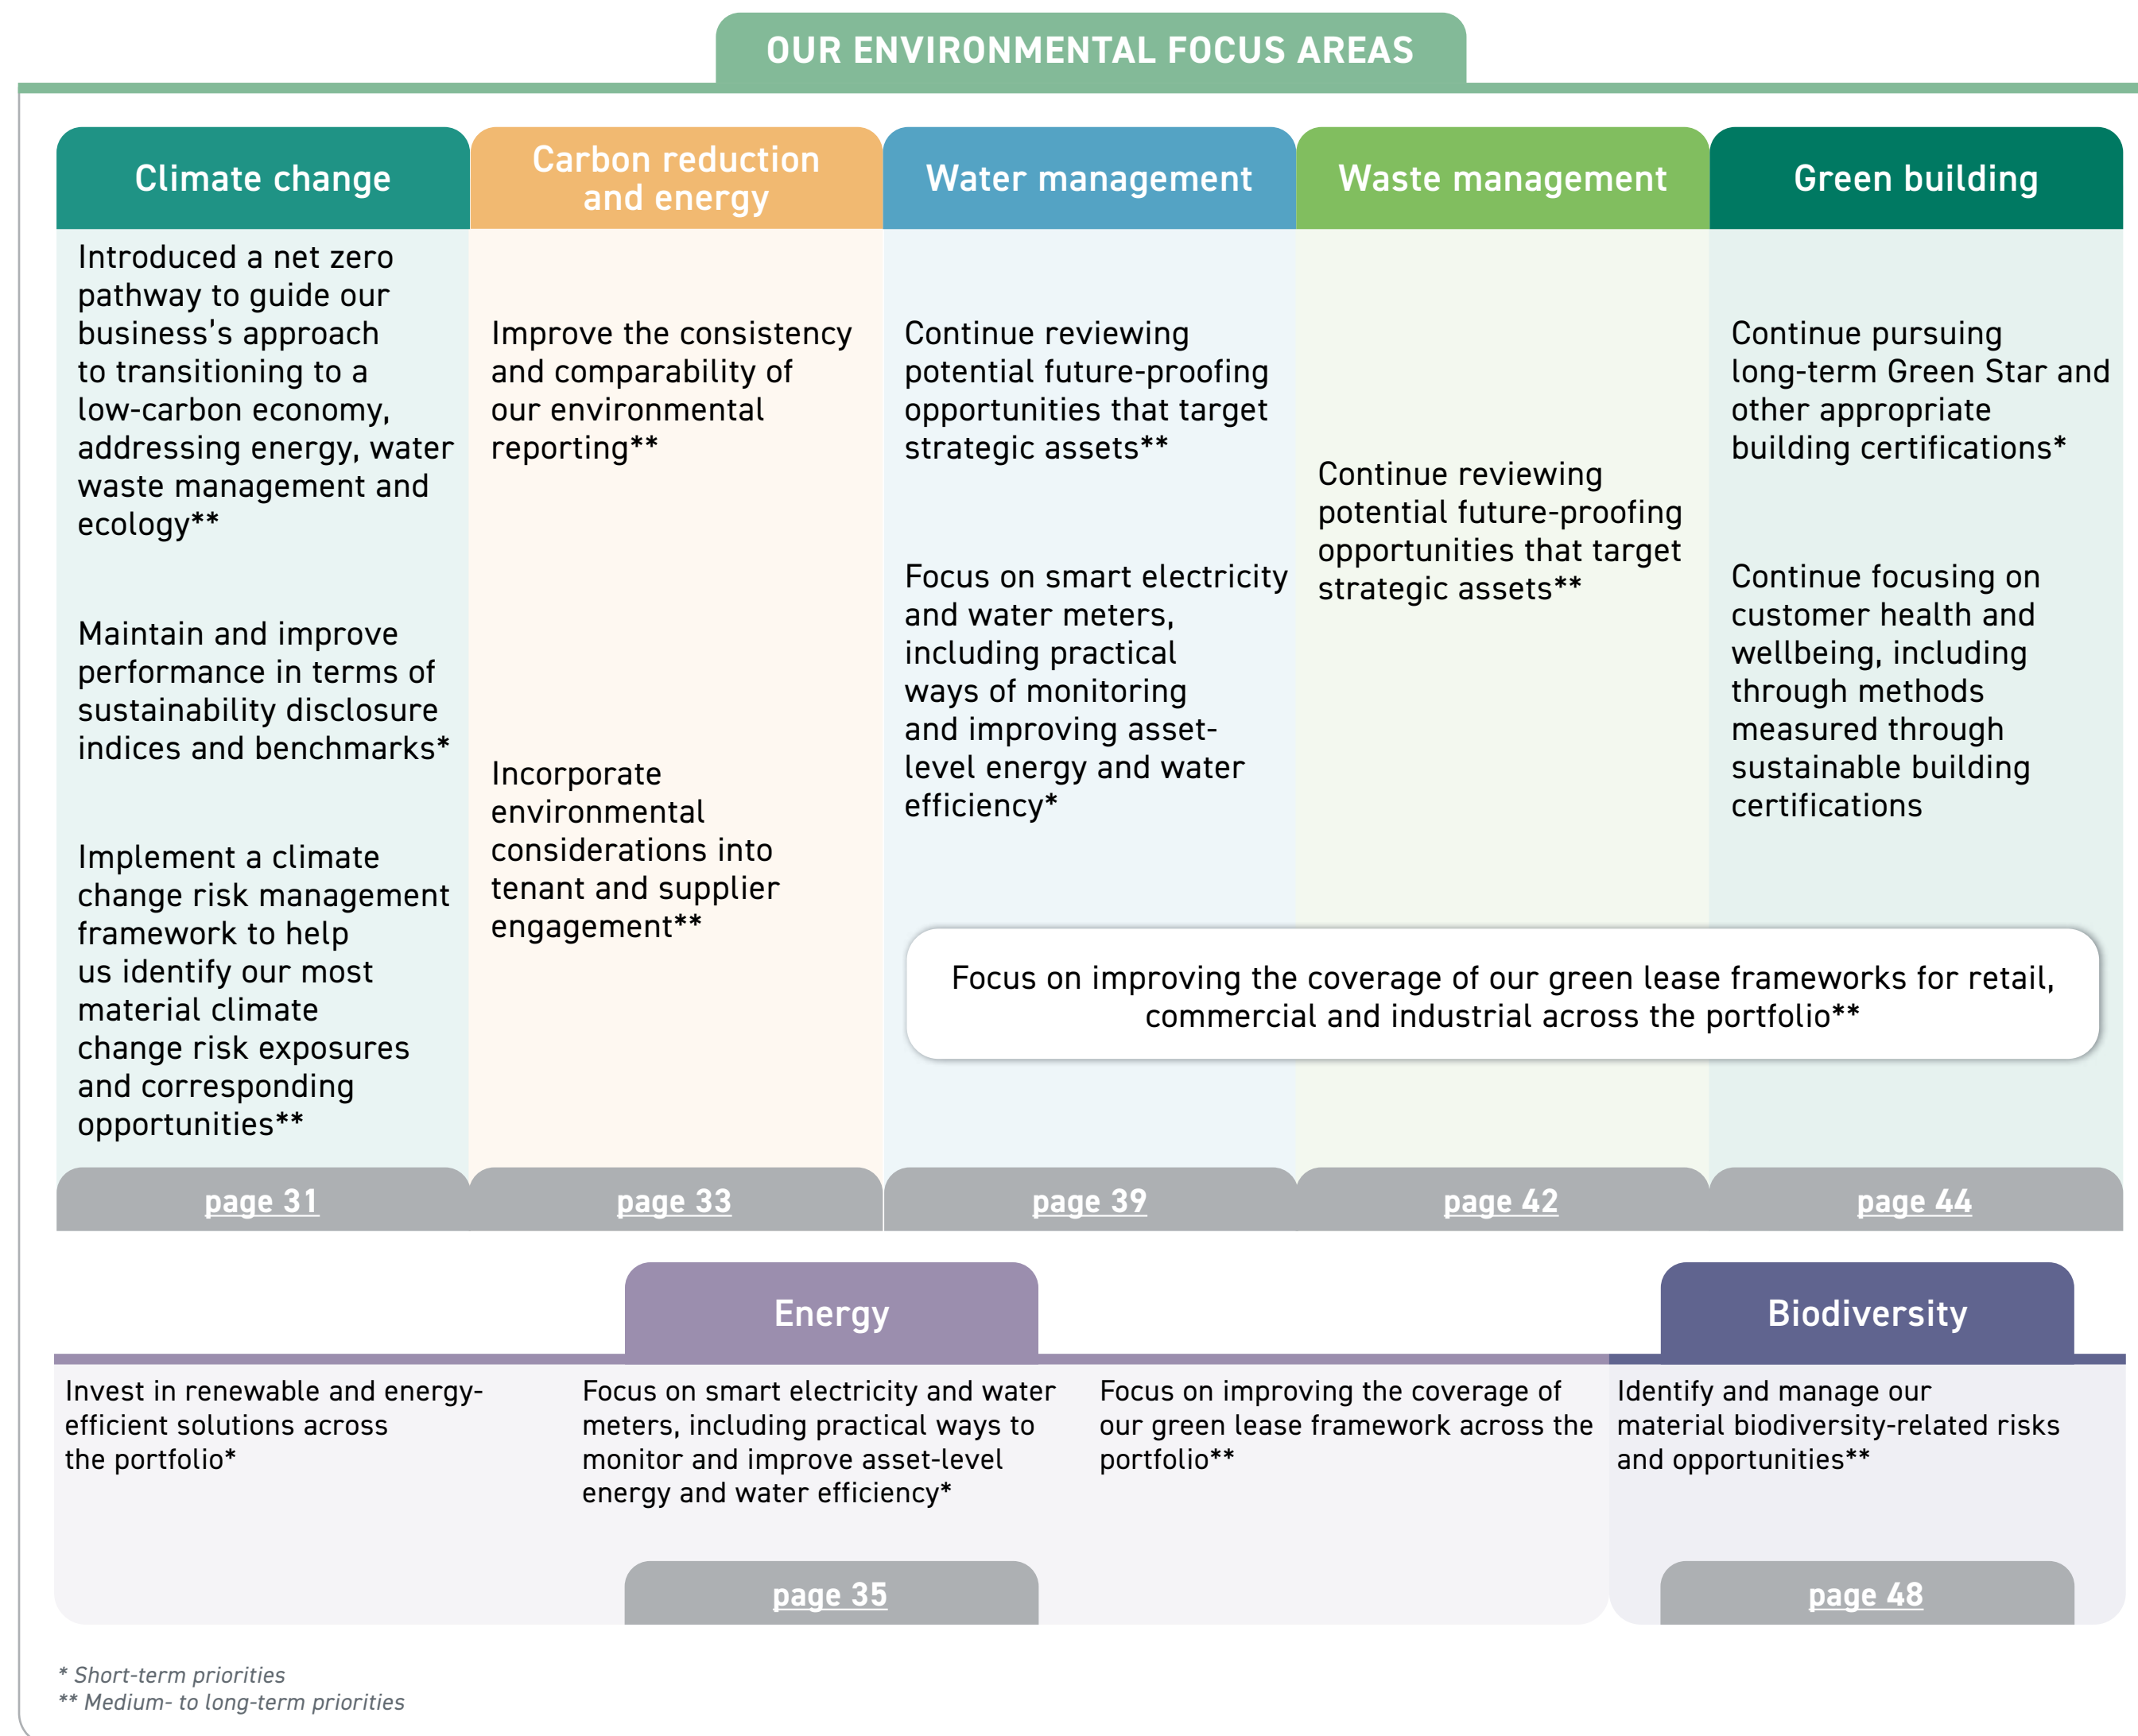 OUR ENVIRONMENTAL FOCUS AREAS
Climate change
Introduced a net zero
pathway to guide our
business’s approach
to transitioning to a
low-carbon economy,
addressing energy, water
waste management and
ecology**
Maintain and improve
performance in terms of
sustainability disclosure
indices and benchmarks*
Implement a climate
change risk management
framework to help
us identify our most
material climate
change risk exposures
and corresponding
opportunities**
page 31
Carbon reduction
and energy
Improve the consistency
and comparability of
our environmental
reporting**
Incorporate
environmental
considerations into
tenant and supplier
engagement**
page 33
Water management
Continue reviewing
potential future-proofing
opportunities that target
strategic assets**
Focus on smart electricity
and water meters,
including practical
ways of monitoring
and improving asset-
level energy and water
efficiency*
page 39
Waste management
Continue reviewing
potential future-proofing
opportunities that target
strategic assets**
page 42
Green building
Continue pursuing
long-term Green Star and
other appropriate
building certifications*
Continue focusing on
customer health and
wellbeing, including
through methods
measured through
sustainable building
certifications
page 44
Focus on improving the coverage of our green lease frameworks for retail,
commercial and industrial across the portfolio**
Energy
Invest in renewable and energy-
efficient solutions across
the portfolio*
Focus on smart electricity and water
meters, including practical ways to
monitor and improve asset-level
energy and water efficiency*
Focus on improving the coverage of
our green lease framework across the
portfolio**
page 35
Biodiversity
Identify and manage our
material biodiversity-related risks
and opportunities**
page 48
* Short-term priorities
** Medium- to long-term priorities